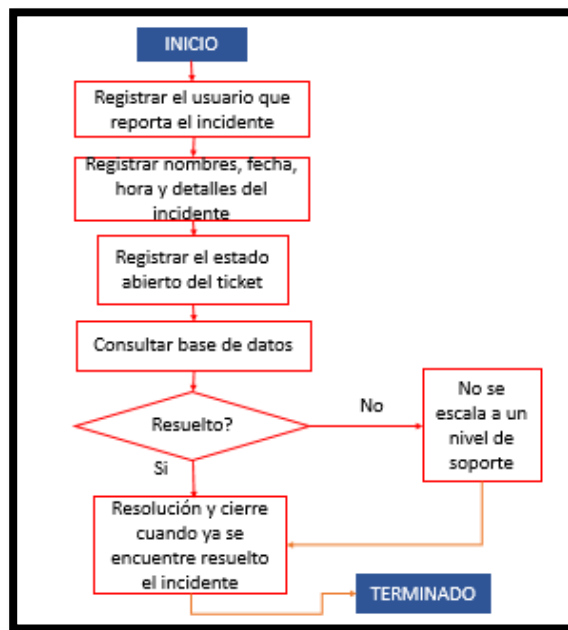 INICIO
Registrar el usuario que
reporta el incidente
Registrar nombres, fecha,
hora y detalles del
incidente
Registrar el estado
abierto del ticket
Consultar base de datos
Resuelto?
No
No se
escala a un
nivel de
soporte
Si
Resolución y cierre
cuando ya se
encuentre resuelto
el incidente
TERMINADO